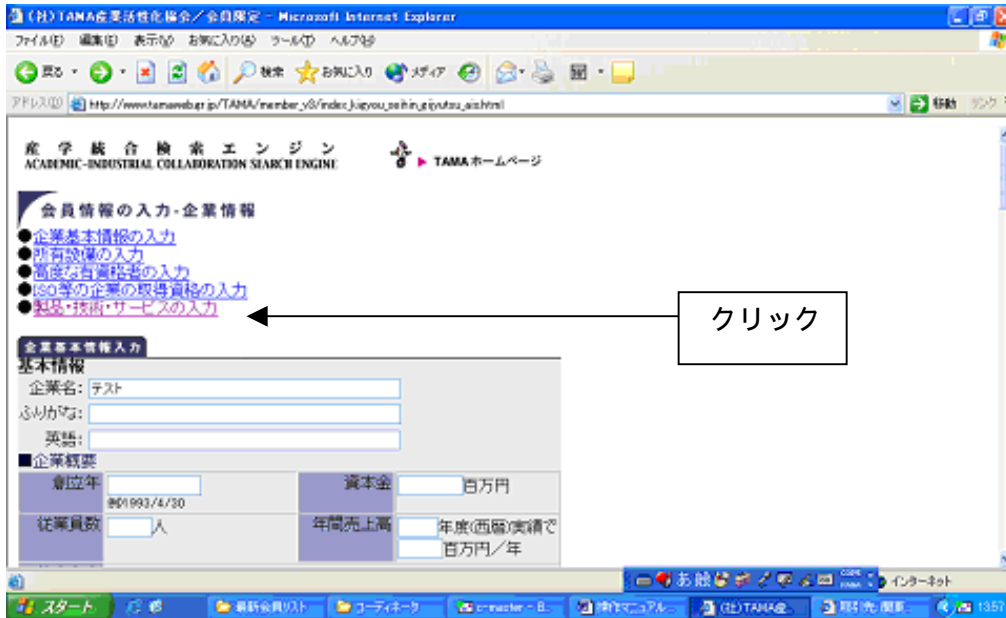 (社)TAMA産業活性化協会/会員限定 - Microsoft Internet Explorer
ファイル(F) 編集(E) 表示(V) お気に入り(A) ツール(T) ヘルプ(H)
戻る 検索 お気に入り メディア
アドレス(D) 移動 リンク
産学統合検索エンジン
ACADEMIC-INDUSTRIAL COLLABORATION SEARCH ENGINE
TAMAホームページ
会員情報の入力-企業情報
●企業基本情報の入力
●所有設備の入力
●高度な有資格者の入力
●ISO等の企業の取得資格の入力
●製品・技術・サービスの入力
クリック
企業基本情報入力
基本情報
企業名: テスト
ふりがな:
英語:
■企業概要
創立年 資本金 百万円
例)1993/4/30
従業員数 人 年間売上高 年度(西暦)実績で
百万円/年
インターネット
スタート 最新会員リスト コーディネータ 操作マニュアル... (社)TAMA産... 13:57